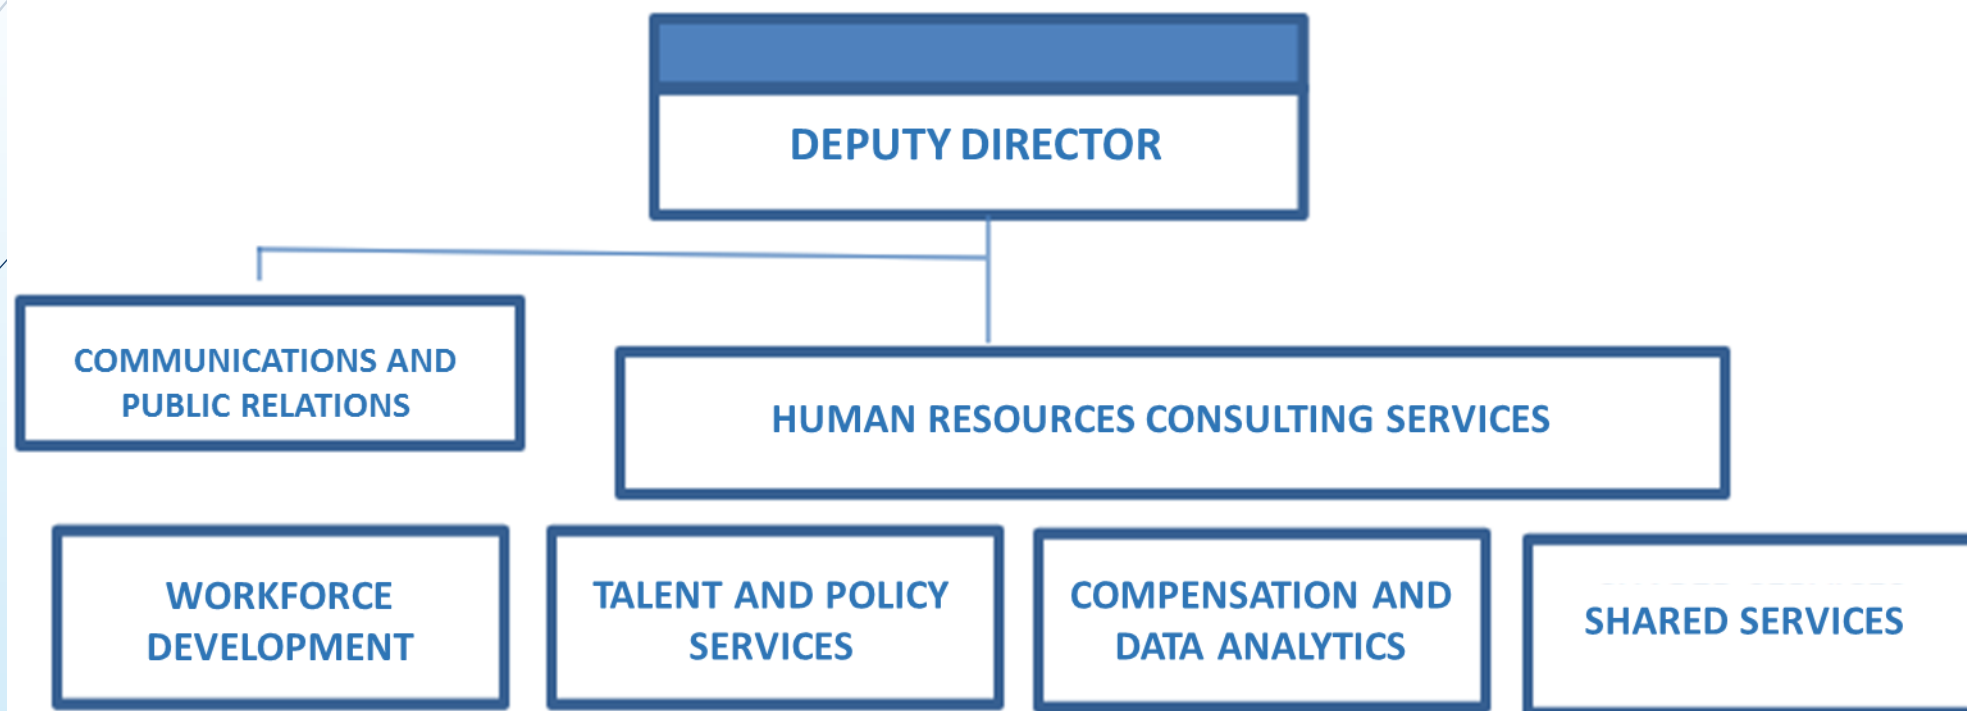 DEPUTY DIRECTOR
COMMUNICATIONS AND
PUBLIC RELATIONS
HUMAN RESOURCES CONSULTING SERVICES
WORKFORCE
DEVELOPMENT
TALENT AND POLICY
SERVICES
COMPENSATION AND
DATA ANALYTICS
SHARED SERVICES